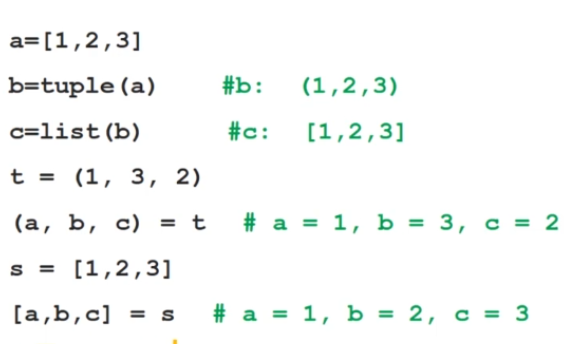 a=[1,2,3]
b=tuple(a) #b: (1,2,3)
c=list(b) #c: [1,2,3]
t = (1, 3, 2)
(a, b, c) = t # a = 1, b = 3, c = 2
s = [1,2,3]
[a,b,c] = s # a = 1, b = 2, c = 3